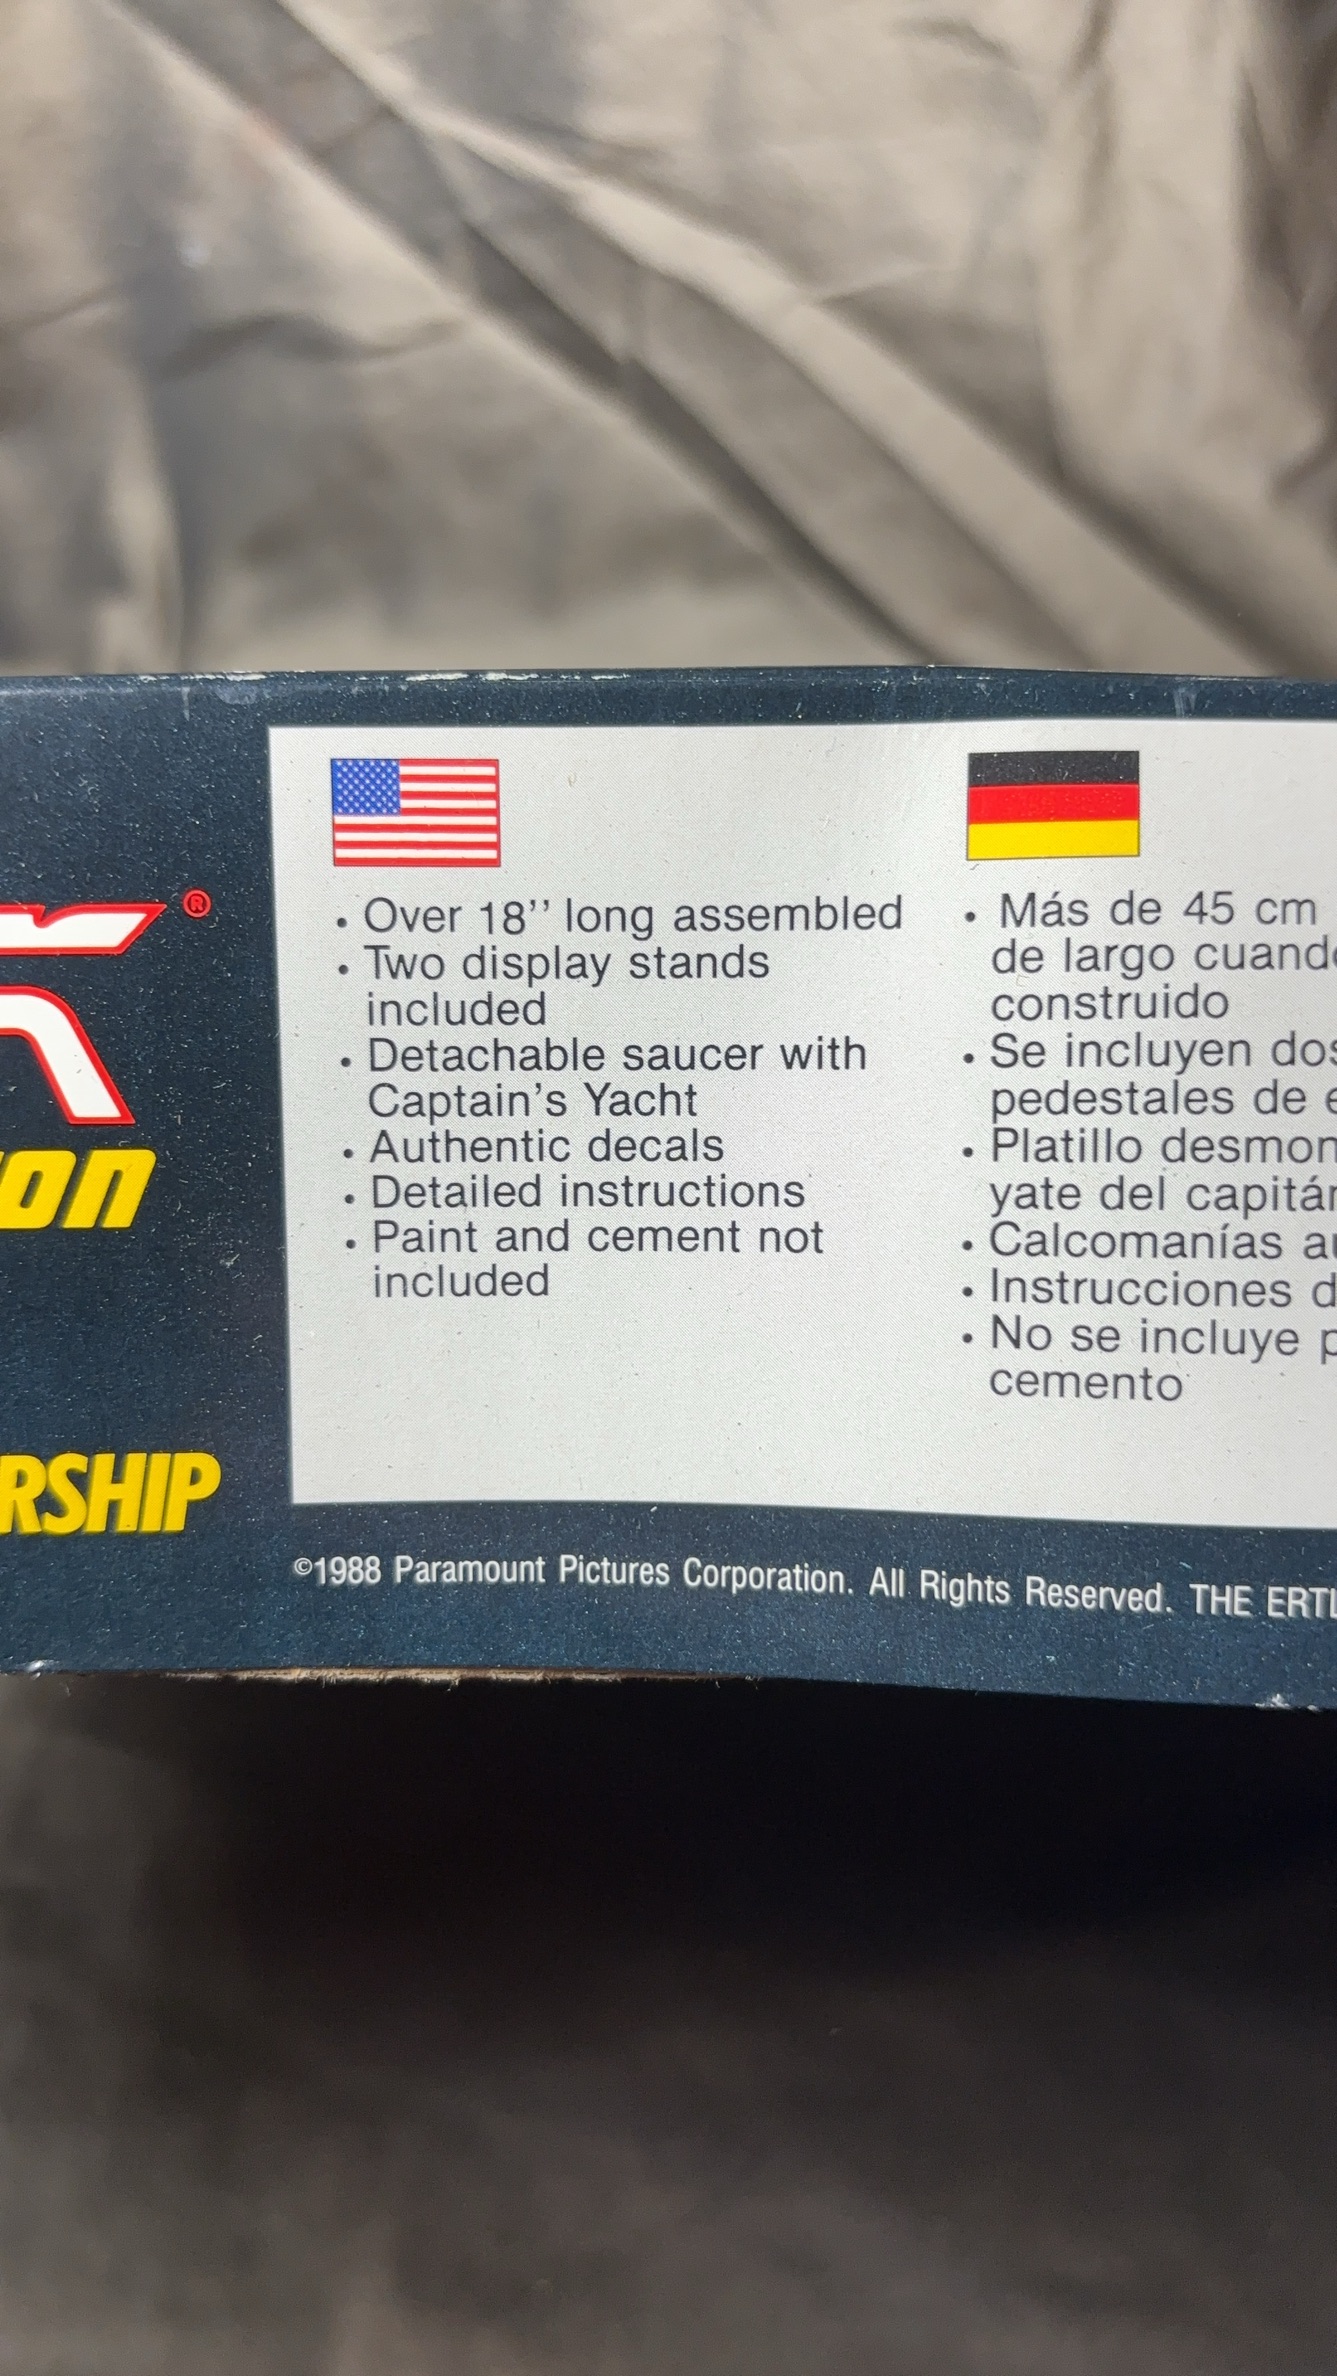 ®
RSHIP
• Over 18'' long assembled
• Two display stands
included
• Detachable saucer with
Captain's Yacht
• Authentic decals
• Detailed instructions
• Paint and cement not
included
• Más de 45 cm
de largo
construido
• Se incluyen
pedestales de
• Platillo
yate del
• Calcomanías
• Instrucciones
• No se incluye
cemento
©1988 Paramount Pictures Corporation. All Rights Reserved. THE